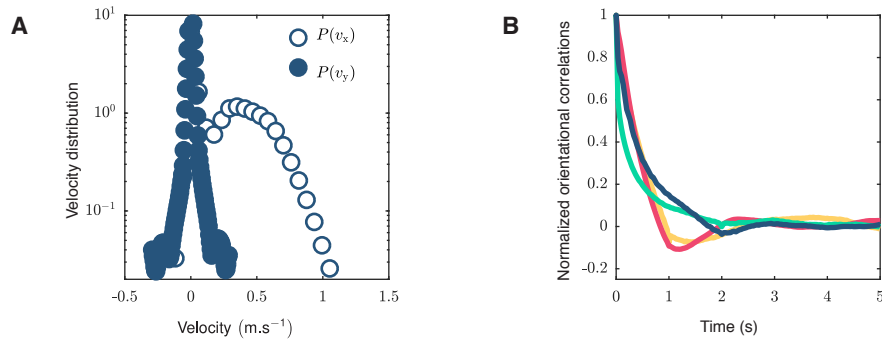 A
10^1
10^0
10^{-1}
Velocity distribution
P(v_x)
P(v_y)
-0.5
0
0.5
1
1.5
Velocity (m.s^{-1})
B
1
0.8
0.6
0.4
0.2
0
-0.2
Normalized orientational correlations
0
1
2
3
4
5
Time (s)